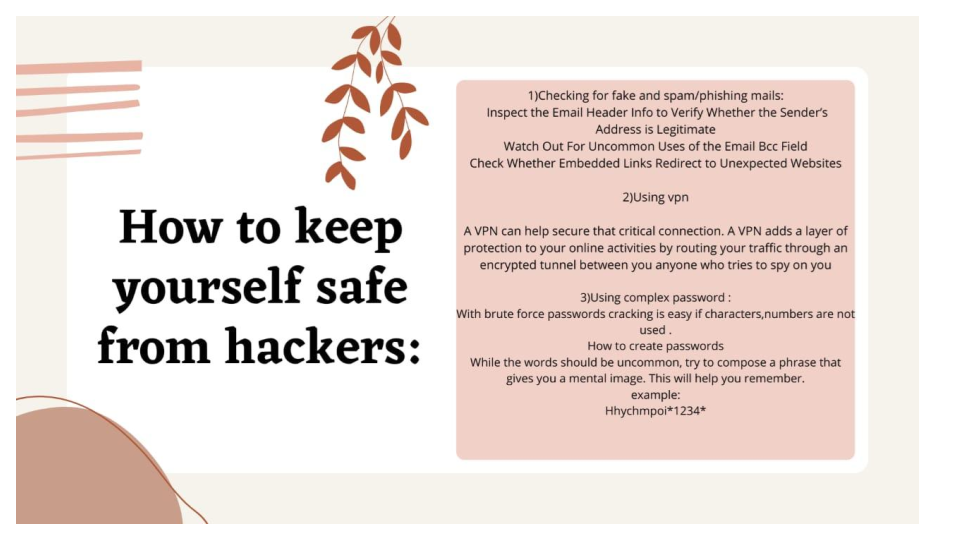 How to keep
yourself safe
from hackers:
1)Checking for fake and spam/phishing mails:
Inspect the Email Header Info to Verify Whether the Sender's
Address is Legitimate
Watch Out For Uncommon Uses of the Email Bcc Field
Check Whether Embedded Links Redirect to Unexpected Websites
2)Using vpn
A VPN can help secure that critical connection. A VPN adds a layer of
protection to your online activities by routing your traffic through an
encrypted tunnel between you anyone who tries to spy on you
3)Using complex password :
With brute force passwords cracking is easy if characters,numbers are not
used .
How to create passwords
While the words should be uncommon, try to compose a phrase that
gives you a mental image. This will help you remember.
example:
Hhychmpoi*1234*